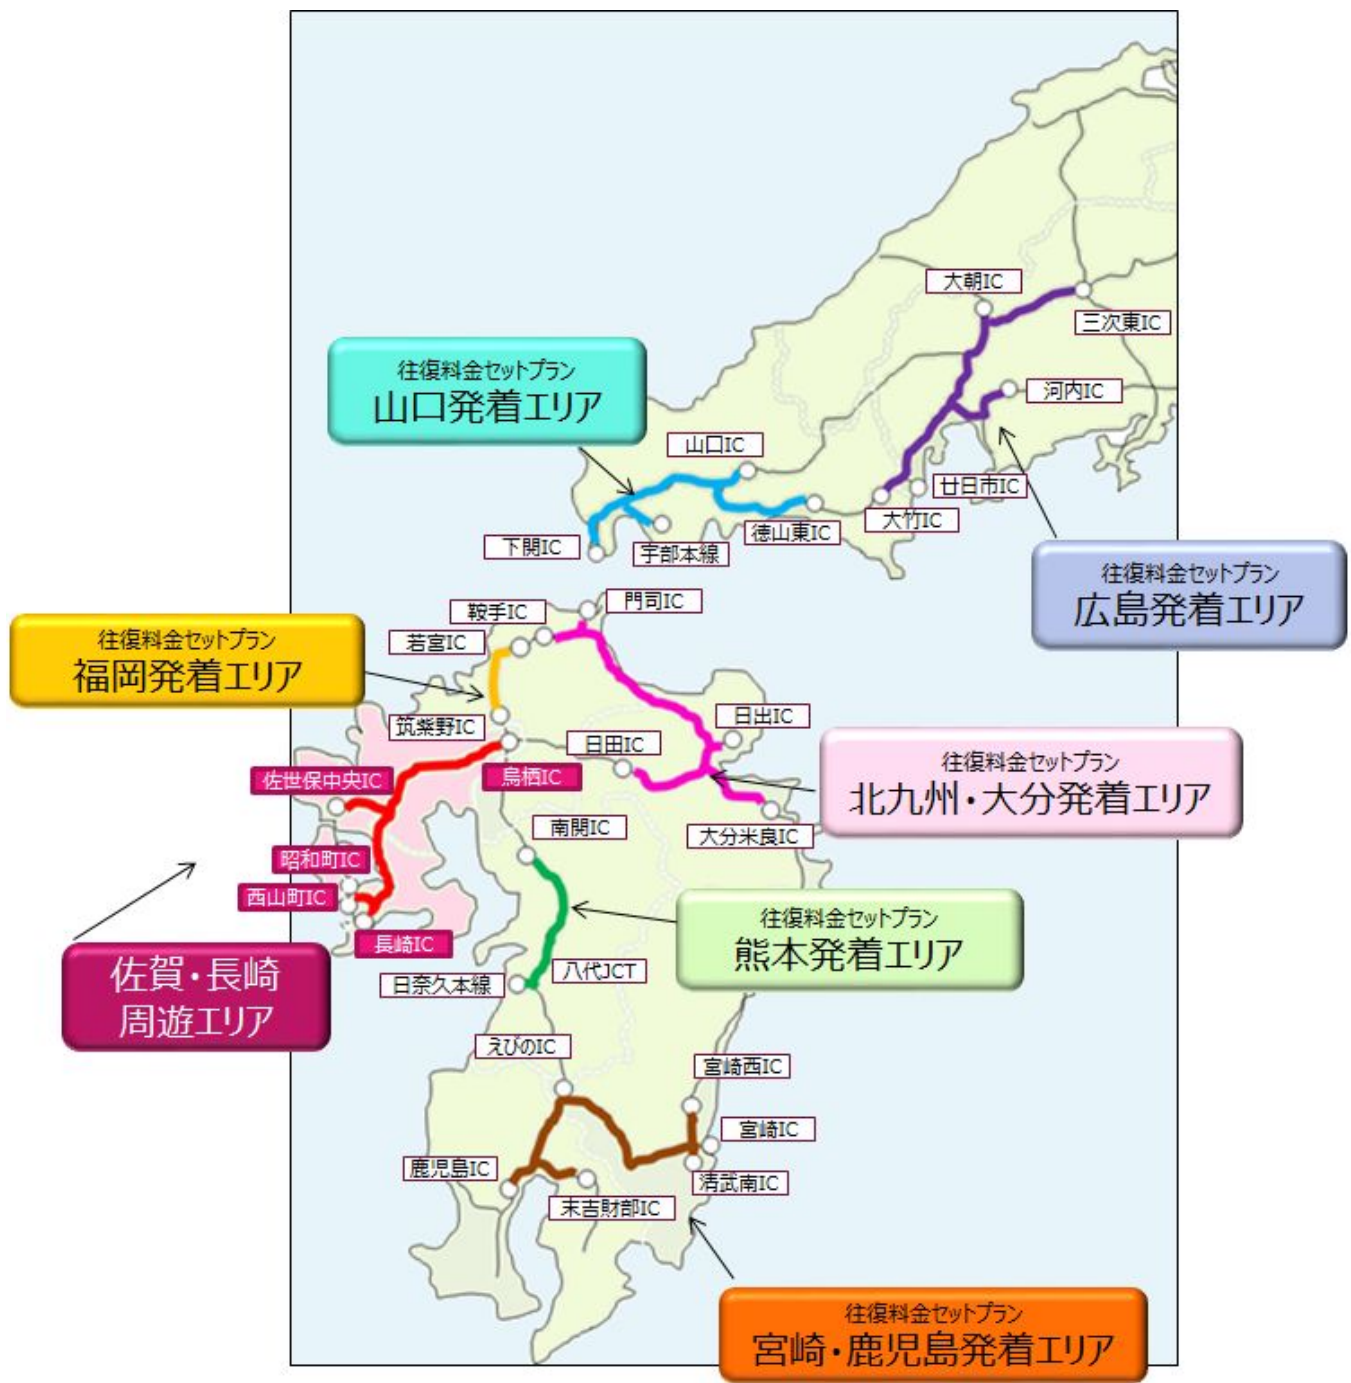 大朝IC
三次東IC
往復料金セットプラン
山口発着エリア
河内IC
山口IC
廿日市IC
大竹IC
徳山東IC
下関IC
宇部本線
往復料金セットプラン
広島発着エリア
鞍手IC
門司IC
若宮IC
往復料金セットプラン
福岡発着エリア
筑紫野IC
日出IC
日田IC
佐世保中央IC
鳥栖IC
往復料金セットプラン
北九州・大分発着エリア
南関IC
大分米良IC
昭和町IC
西山町IC
長崎IC
往復料金セットプラン
熊本発着エリア
佐賀・長崎
周遊エリア
日奈久本線
八代JCT
えびのIC
宮崎西IC
宮崎IC
鹿児島IC
清武南IC
末吉財部IC
往復料金セットプラン
宮崎・鹿児島発着エリア